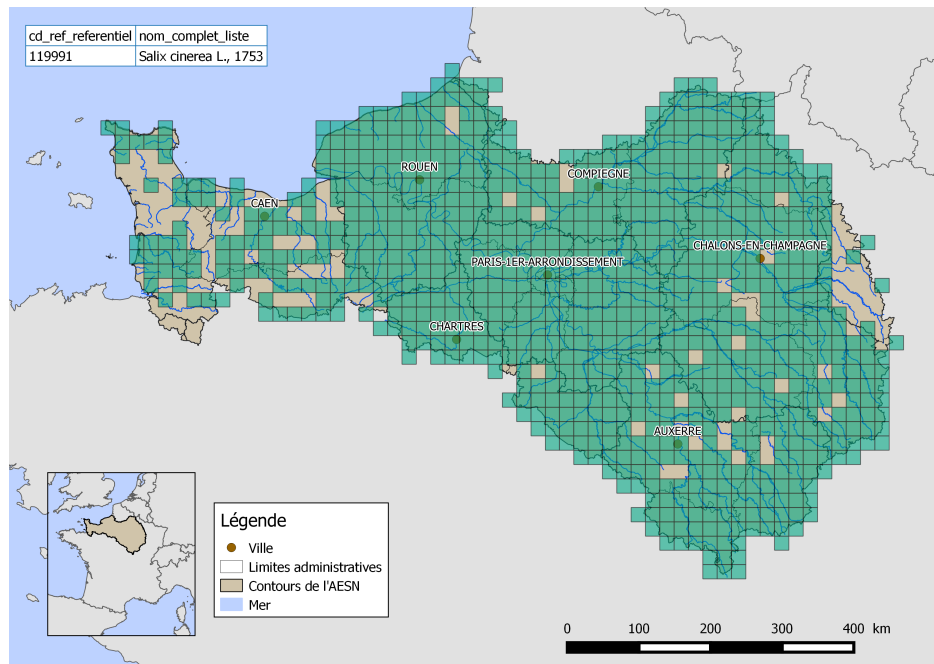 cd_ref_referentiel nom_complet_liste
119991 Salix cinerea L., 1753
ROUEN
COMPIEGNE
CAEN
CHALONS-EN-CHAMPAGNE
PARIS-1ER-ARRONDISSEMENT
CHARTRES
AUXERRE
Légende
Ville
Limites administratives
Contours de l'AESN
Mer
0 100 200 300 400 km